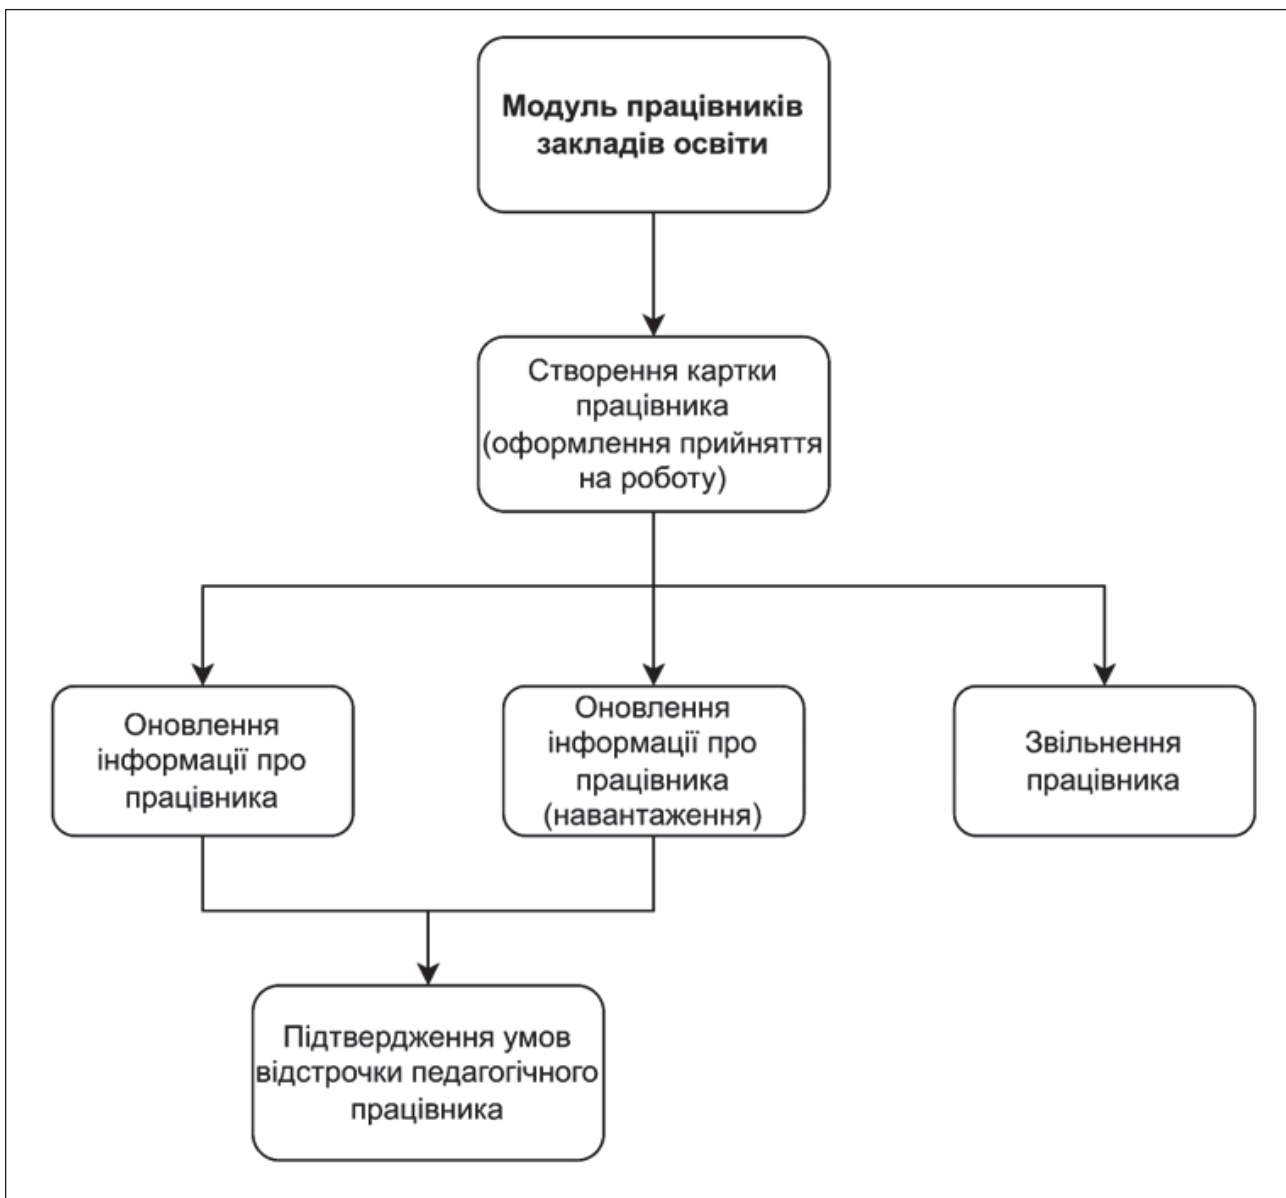 Модуль працівників
закладів освіти
Створення картки
працівника
(оформлення прийняття
на роботу)
Оновлення
інформації про
працівника
Оновлення
інформації про
працівника
(навантаження)
Звільнення
працівника
Підтвердження умов
відстрочки педагогічного
працівника